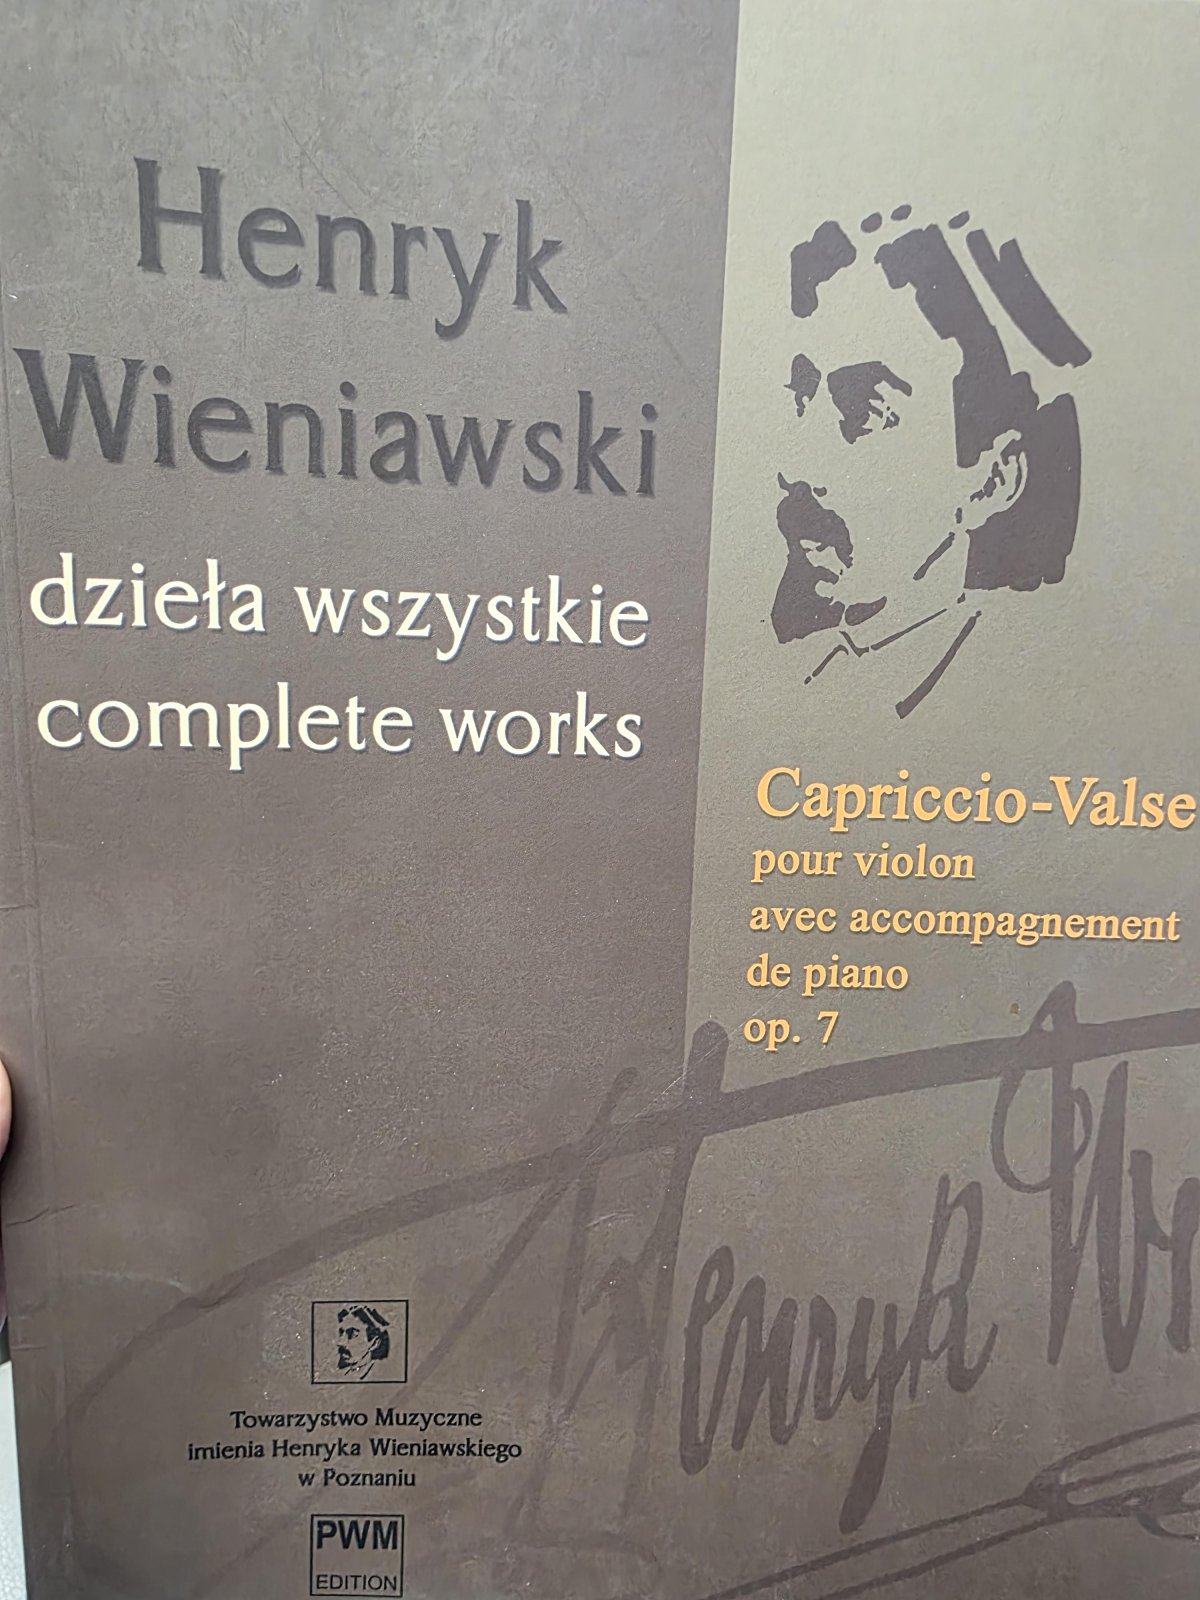 Henryk
Wieniawski
dzieła wszystkie
complete works
Capriccio-Valse
pour violon
avec accompagnement
de piano
op. 7
Henryk
Towarzystwo Muzyczne
imienia Henryka Wieniawskiego
w Poznaniu
PWM
EDITION